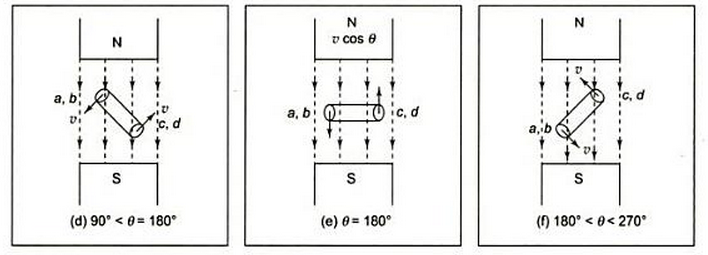 N
a, b
v
v
c, d
S
(d) 90° < θ = 180°
N
v cos θ
a, b
c, d
S
(e) θ = 180°
N
v
c, d
a, b
v
S
(f) 180° < θ < 270°